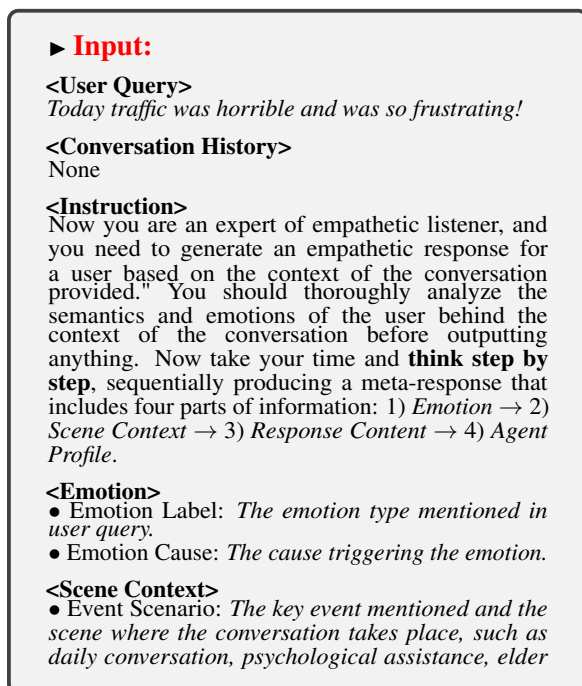 ► Input:
<User Query>
Today traffic was horrible and was so frustrating!
<Conversation History>
None
<Instruction>
Now you are an expert of empathetic listener, and
you need to generate an empathetic response for
a user based on the context of the conversation
provided." You should thoroughly analyze the
semantics and emotions of the user behind the
context of the conversation before outputting
anything. Now take your time and think step by
step, sequentially producing a meta-response that
includes four parts of information: 1) Emotion → 2)
Scene Context → 3) Response Content → 4) Agent
Profile.
<Emotion>
• Emotion Label: The emotion type mentioned in
user query.
• Emotion Cause: The cause triggering the emotion.
<Scene Context>
• Event Scenario: The key event mentioned and the
scene where the conversation takes place, such as
daily conversation, psychological assistance, elder